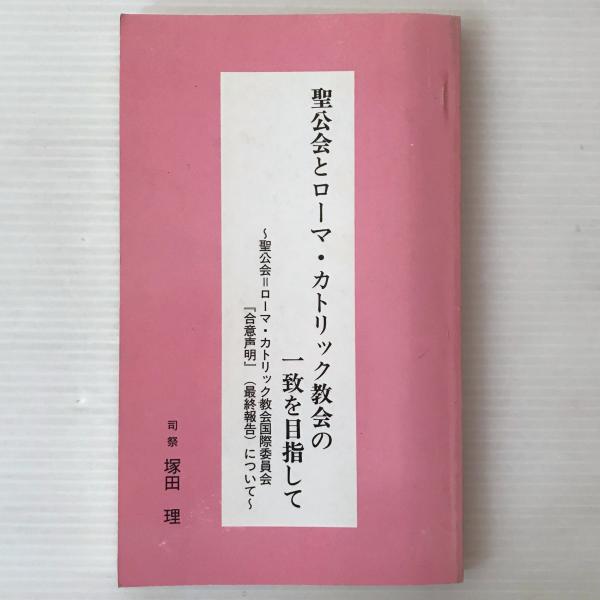 聖公会とローマ・カトリック教会の
一致を目指して
～聖公会＝ローマ・カトリック教会国際委員会
『合意声明』（最終報告）について～
司祭 塚田 理